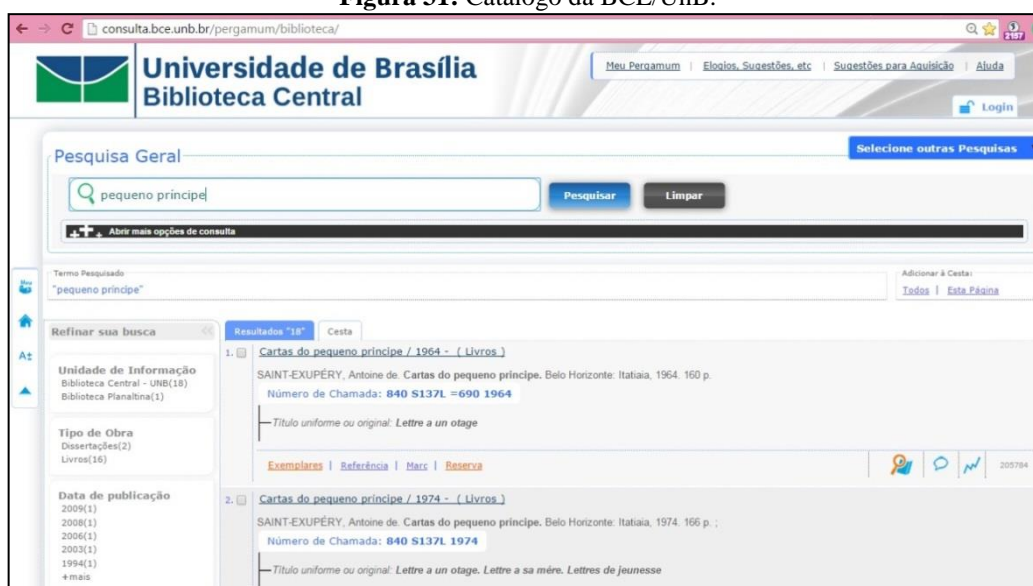 Figura 31. Catálogo da BCE/UnB.
consulta.bce.unb.br/pergamum/biblioteca/
2157
Universidade de Brasília
Biblioteca Central
Meu Pergamum | Elogios, Sugestões, etc | Sugestões para Aquisição | Ajuda
Login
Pesquisa Geral
Selecione outras Pesquisas
pequeno príncipe
Pesquisar
Limpar
Abrir mais opções de consulta
Termo Pesquisado
"pequeno príncipe"
Adicionar à Cesta:
Todos | Esta Página
Refinar sua busca
Resultados "18"
Cesta
Unidade de Informação
Biblioteca Central - UNB(18)
Biblioteca Planaltina(1)
Tipo de Obra
Dissertações(2)
Livros(16)
Data de publicação
2009(1)
2008(1)
2006(1)
2003(1)
1994(1)
+mais
1. Cartas do pequeno príncipe / 1964 - ( Livros )
SAINT-EXUPÉRY, Antoine de. Cartas do pequeno príncipe. Belo Horizonte: Itatiaia, 1964. 160 p.
Número de Chamada: 840 S137L =690 1964
Título uniforme ou original: Lettre a un otage
Exemplares | Referência | Marc | Reserva
205784
2. Cartas do pequeno príncipe / 1974 - ( Livros )
SAINT-EXUPÉRY, Antoine de. Cartas do pequeno príncipe. Belo Horizonte: Itatiaia, 1974. 166 p. ;
Número de Chamada: 840 S137L 1974
Título uniforme ou original: Lettre a un otage. Lettre a sa mére. Lettres de jeunesse
A±